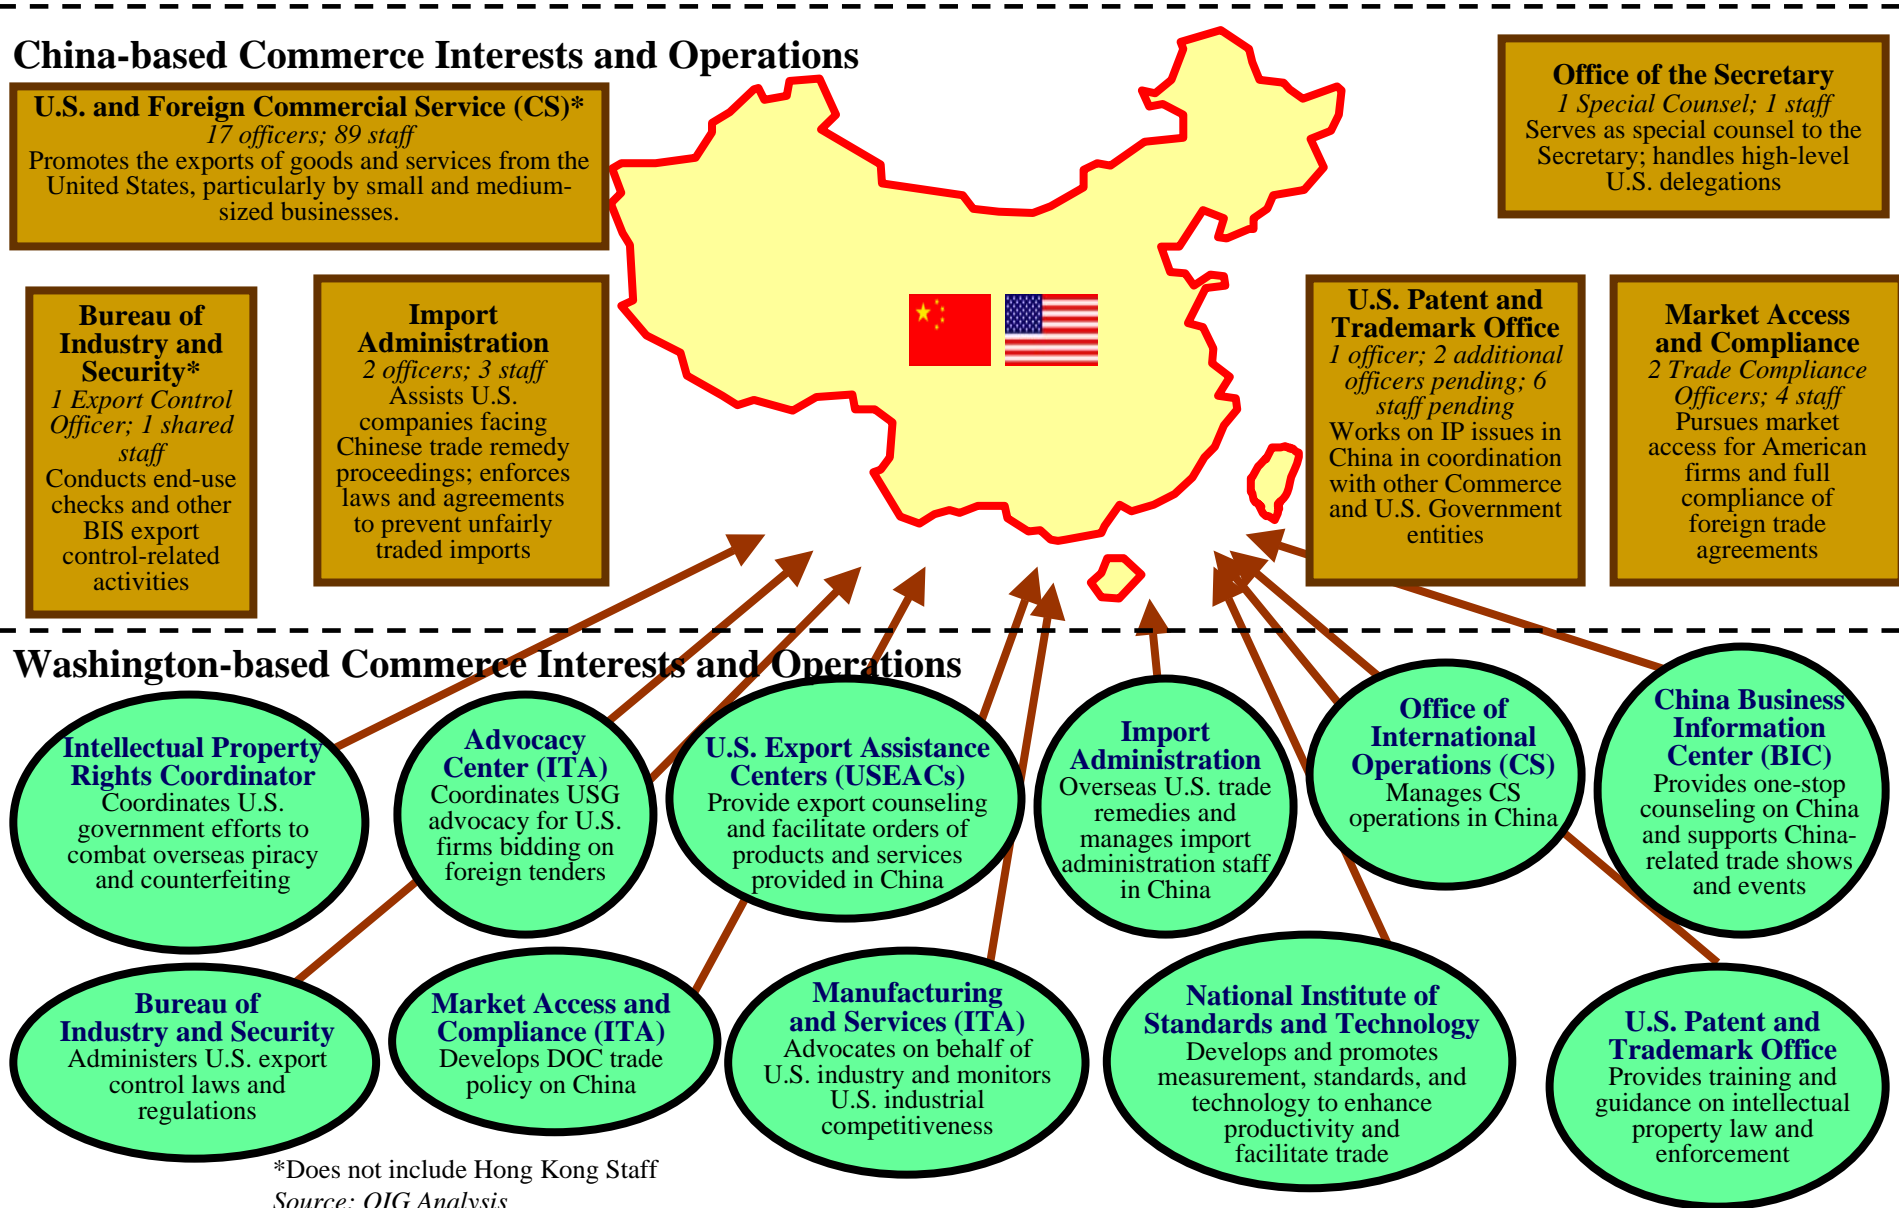 China-based Commerce Interests and Operations
U.S. and Foreign Commercial Service (CS)*
17 officers; 89 staff
Promotes the exports of goods and services from the
United States, particularly by small and medium-
sized businesses.
Office of the Secretary
1 Special Counsel; 1 staff
Serves as special counsel to the
Secretary; handles high-level
U.S. delegations
Bureau of
Industry and
Security*
1 Export Control
Officer; 1 shared
staff
Conducts end-use
checks and other
BIS export
control-related
activities
Import
Administration
2 officers; 3 staff
Assists U.S.
companies facing
Chinese trade remedy
proceedings; enforces
laws and agreements
to prevent unfairly
traded imports
U.S. Patent and
Trademark Office
1 officer; 2 additional
officers pending; 6
staff pending
Works on IP issues in
China in coordination
with other Commerce
and U.S. Government
entities
Market Access
and Compliance
2 Trade Compliance
Officers; 4 staff
Pursues market
access for American
firms and full
compliance of
foreign trade
agreements
Washington-based Commerce Interests and Operations
Intellectual Property
Rights Coordinator
Coordinates U.S.
government efforts to
combat overseas piracy
and counterfeiting
Advocacy
Center (ITA)
Coordinates USG
advocacy for U.S.
firms bidding on
foreign tenders
U.S. Export Assistance
Centers (USEACs)
Provide export counseling
and facilitate orders of
products and services
provided in China
Import
Administration
Overseas U.S. trade
remedies and
manages import
administration staff
in China
Office of
International
Operations (CS)
Manages CS
operations in China
China Business
Information
Center (BIC)
Provides one-stop
counseling on China
and supports China-
related trade shows
and events
Bureau of
Industry and Security
Administers U.S. export
control laws and
regulations
Market Access and
Compliance (ITA)
Develops DOC trade
policy on China
Manufacturing
and Services (ITA)
Advocates on behalf of
U.S. industry and monitors
U.S. industrial
competitiveness
National Institute of
Standards and Technology
Develops and promotes
measurement, standards, and
technology to enhance
productivity and
facilitate trade
U.S. Patent and
Trademark Office
Provides training and
guidance on intellectual
property law and
enforcement
*Does not include Hong Kong Staff
Source: OIG Analysis